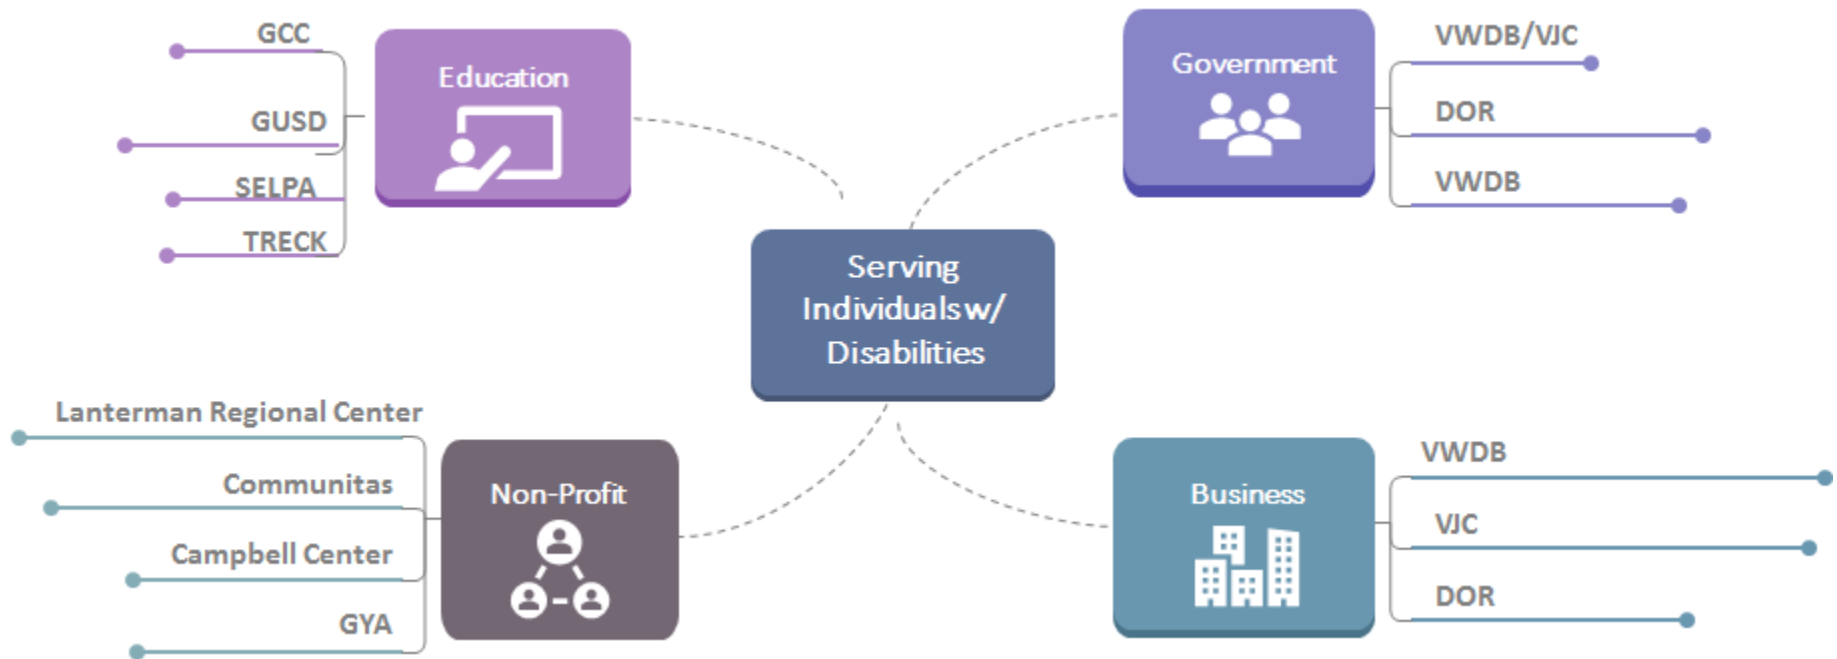 GCC
GUSD
SELPA
TRECK
Education
Government
VWDB/VJC
DOR
VWDB
Serving
Individuals w/
Disabilities
Lanterman Regional Center
Communitas
Campbell Center
GYA
Non-Profit
Business
VWDB
VJC
DOR